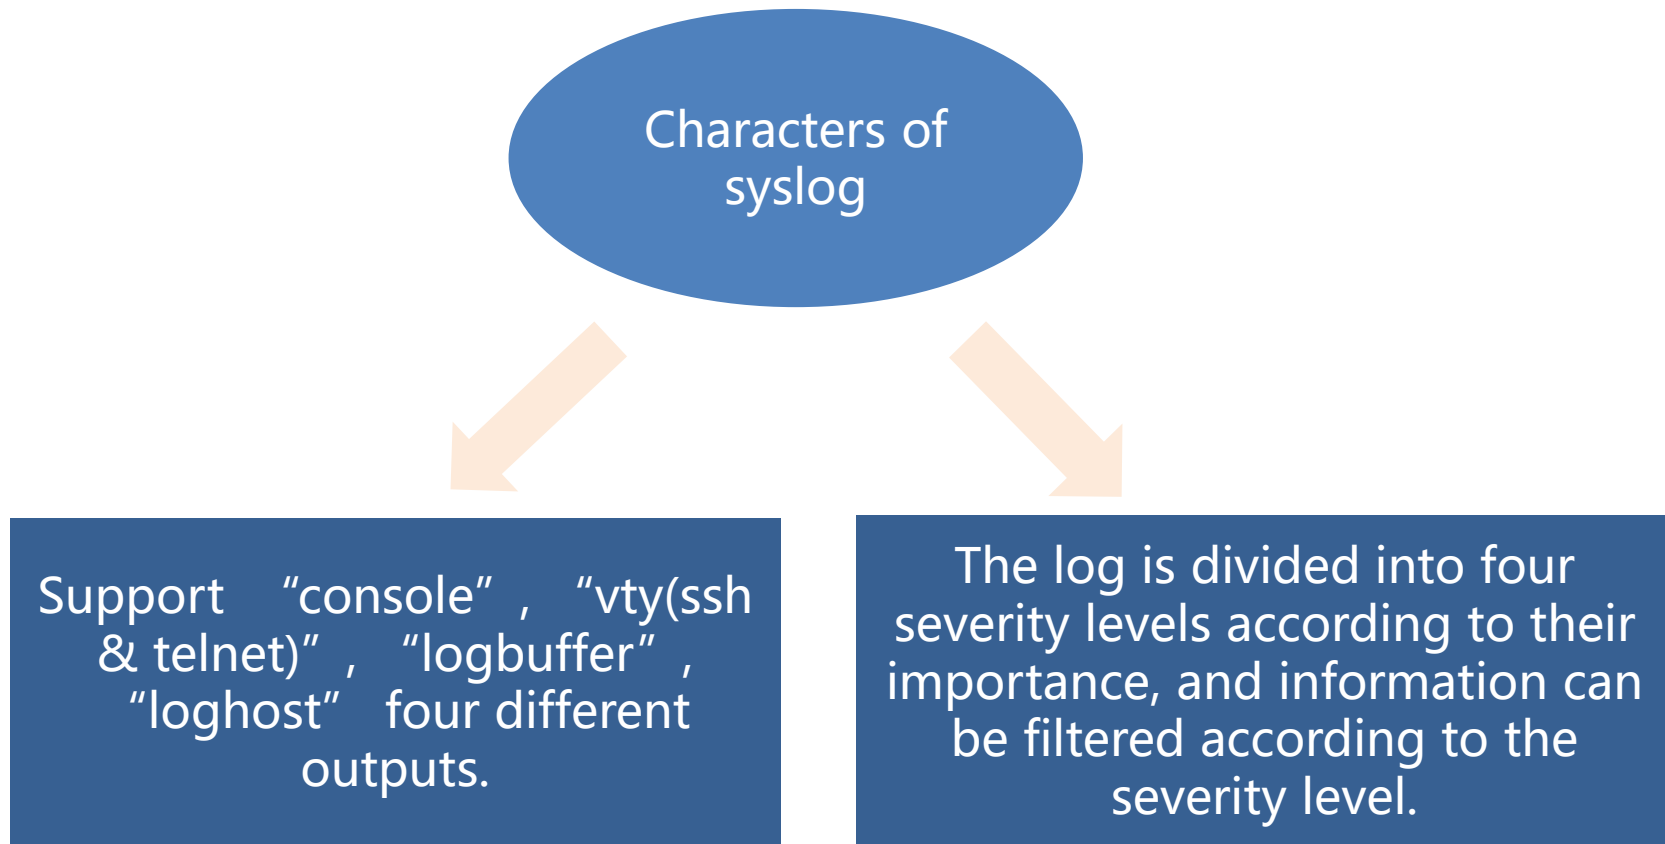 Characters of
syslog
Support “console”, “vty(ssh
& telnet)”, “logbuffer”,
“loghost” four different
outputs.
The log is divided into four
severity levels according to their
importance, and information can
be filtered according to the
severity level.